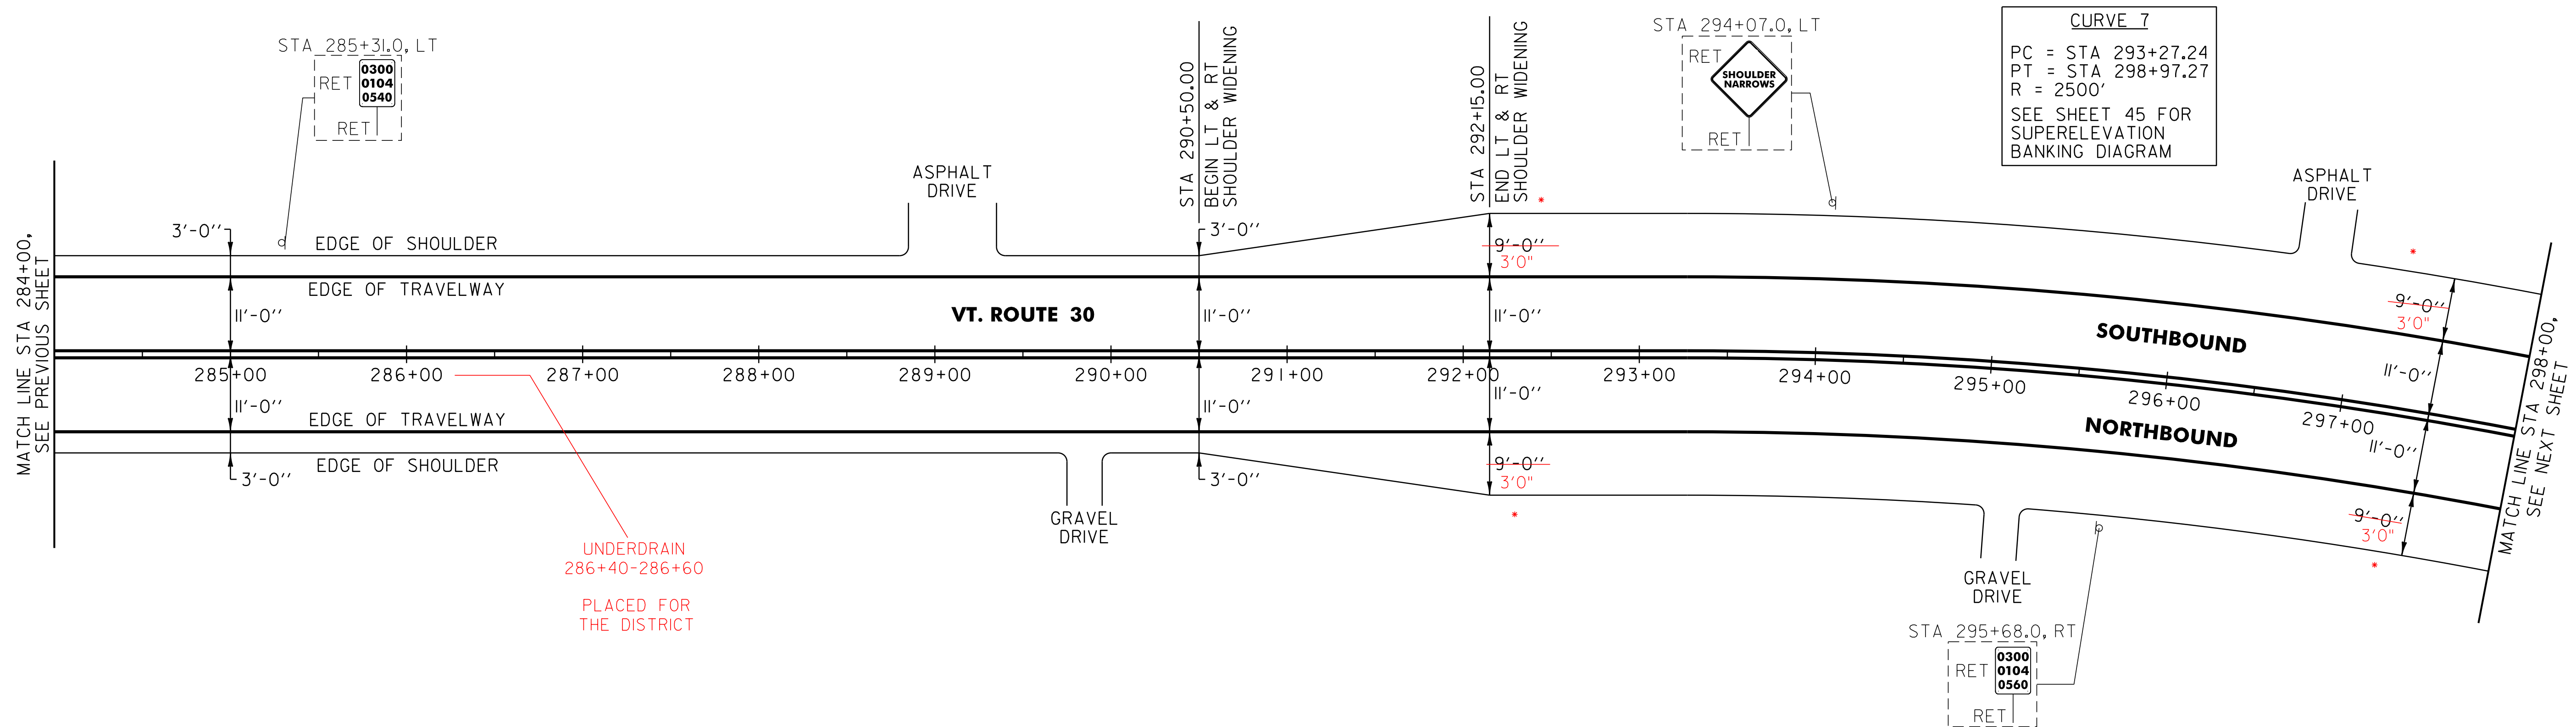 STA 285+31.0, LT
RET
0300
0104
0540
RET
STA 290+50.00
BEGIN LT & RT
SHOULDER WIDENING
STA 292+15.00
END LT & RT
SHOULDER WIDENING
STA 294+07.0, LT
RET
SHOULDER
NARROWS
RET
CURVE 7
PC = STA 293+27.24
PT = STA 298+97.27
R = 2500'
SEE SHEET 45 FOR
SUPERELEVATION
BANKING DIAGRAM
ASPHALT
DRIVE
ASPHALT
DRIVE
MATCH LINE STA 284+00,
SEE PREVIOUS SHEET
3'-0''
EDGE OF SHOULDER
3'-0''
*
9'-0''
3'0"
*
9'-0''
3'0"
EDGE OF TRAVELWAY
11'-0''
VT. ROUTE 30
11'-0''
11'-0''
SOUTHBOUND
11'-0''
285+00
286+00
287+00
288+00
289+00
290+00
291+00
292+00
293+00
294+00
295+00
296+00
297+00
11'-0''
EDGE OF TRAVELWAY
11'-0''
11'-0''
NORTHBOUND
11'-0''
EDGE OF SHOULDER
3'-0''
3'-0''
9'-0''
3'0"
*
9'-0''
3'0"
*
MATCH LINE STA 298+00,
SEE NEXT SHEET
GRAVEL
DRIVE
UNDERDRAIN
286+40-286+60
PLACED FOR
THE DISTRICT
GRAVEL
DRIVE
STA 295+68.0, RT
RET
0300
0104
0560
RET